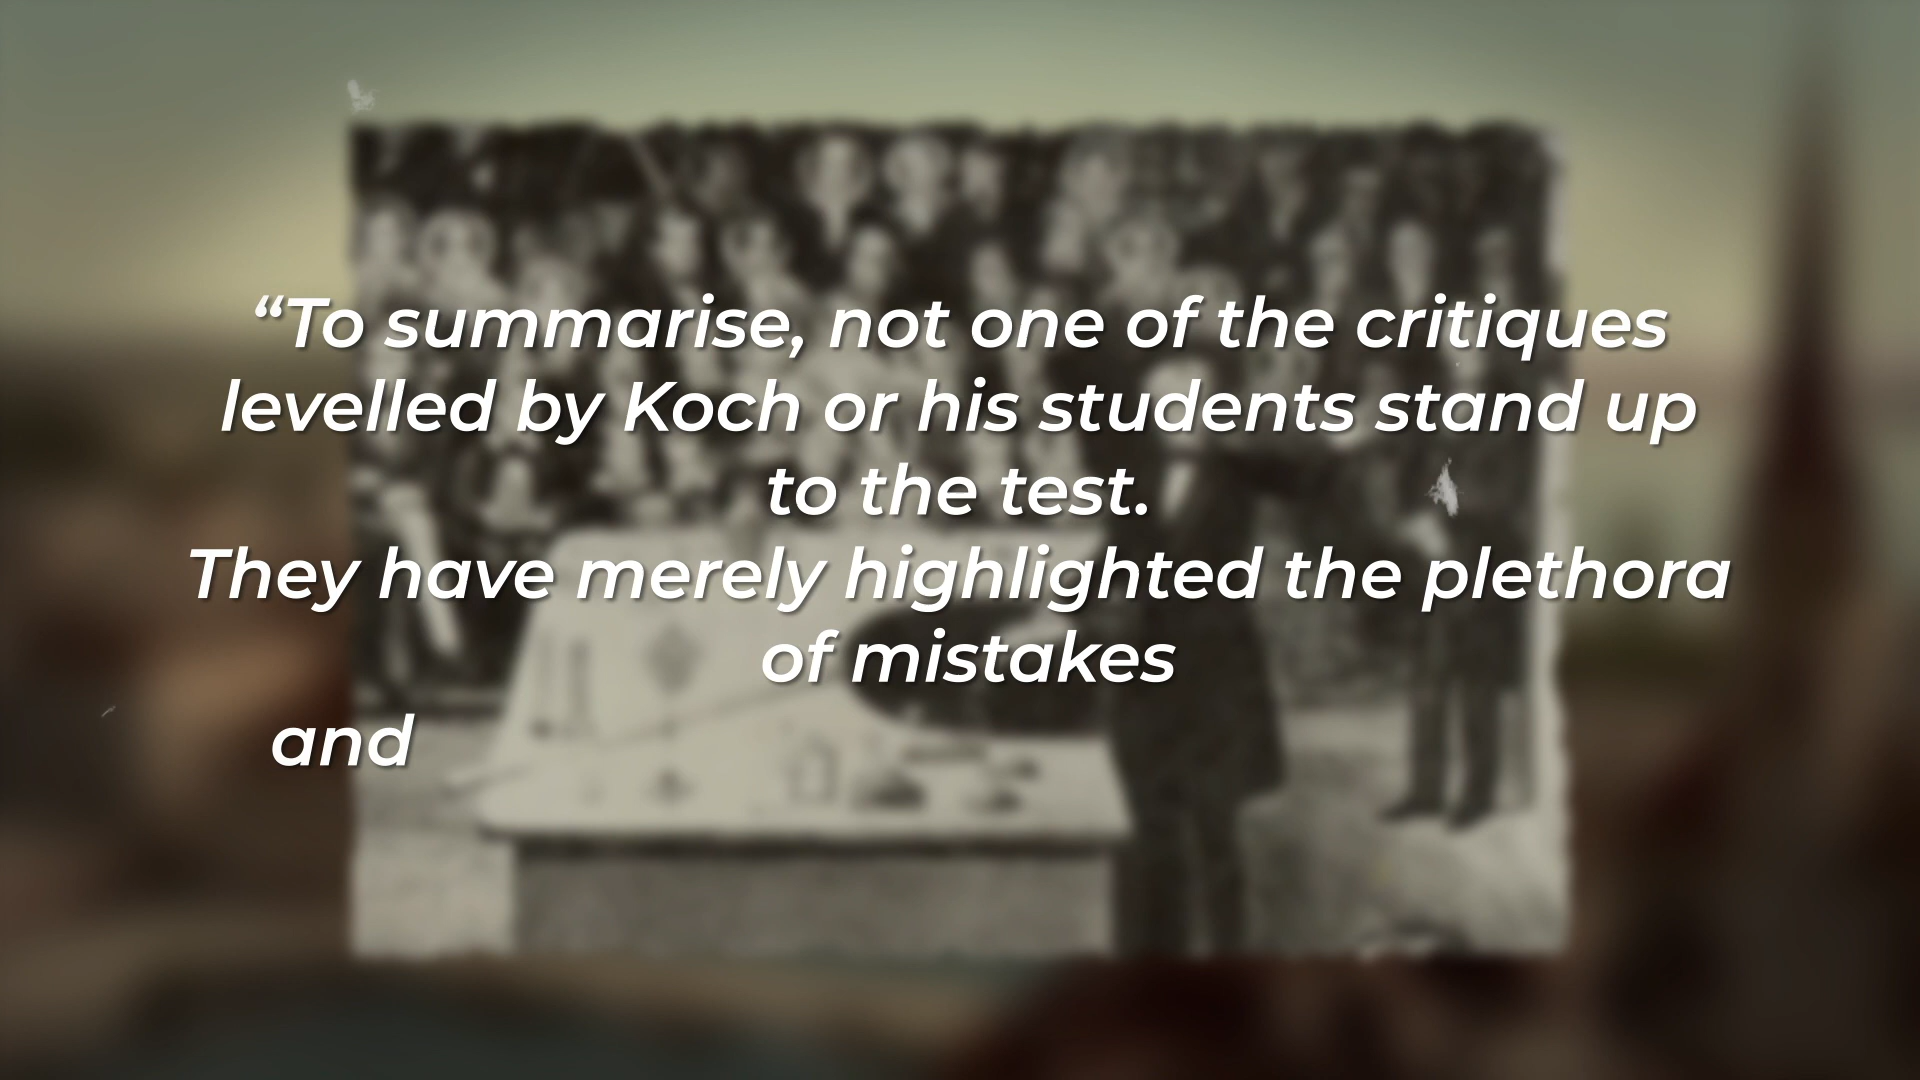 “To summarise, not one of the critiques
levelled by Koch or his students stand up
to the test.
They have merely highlighted the plethora
of mistakes
and